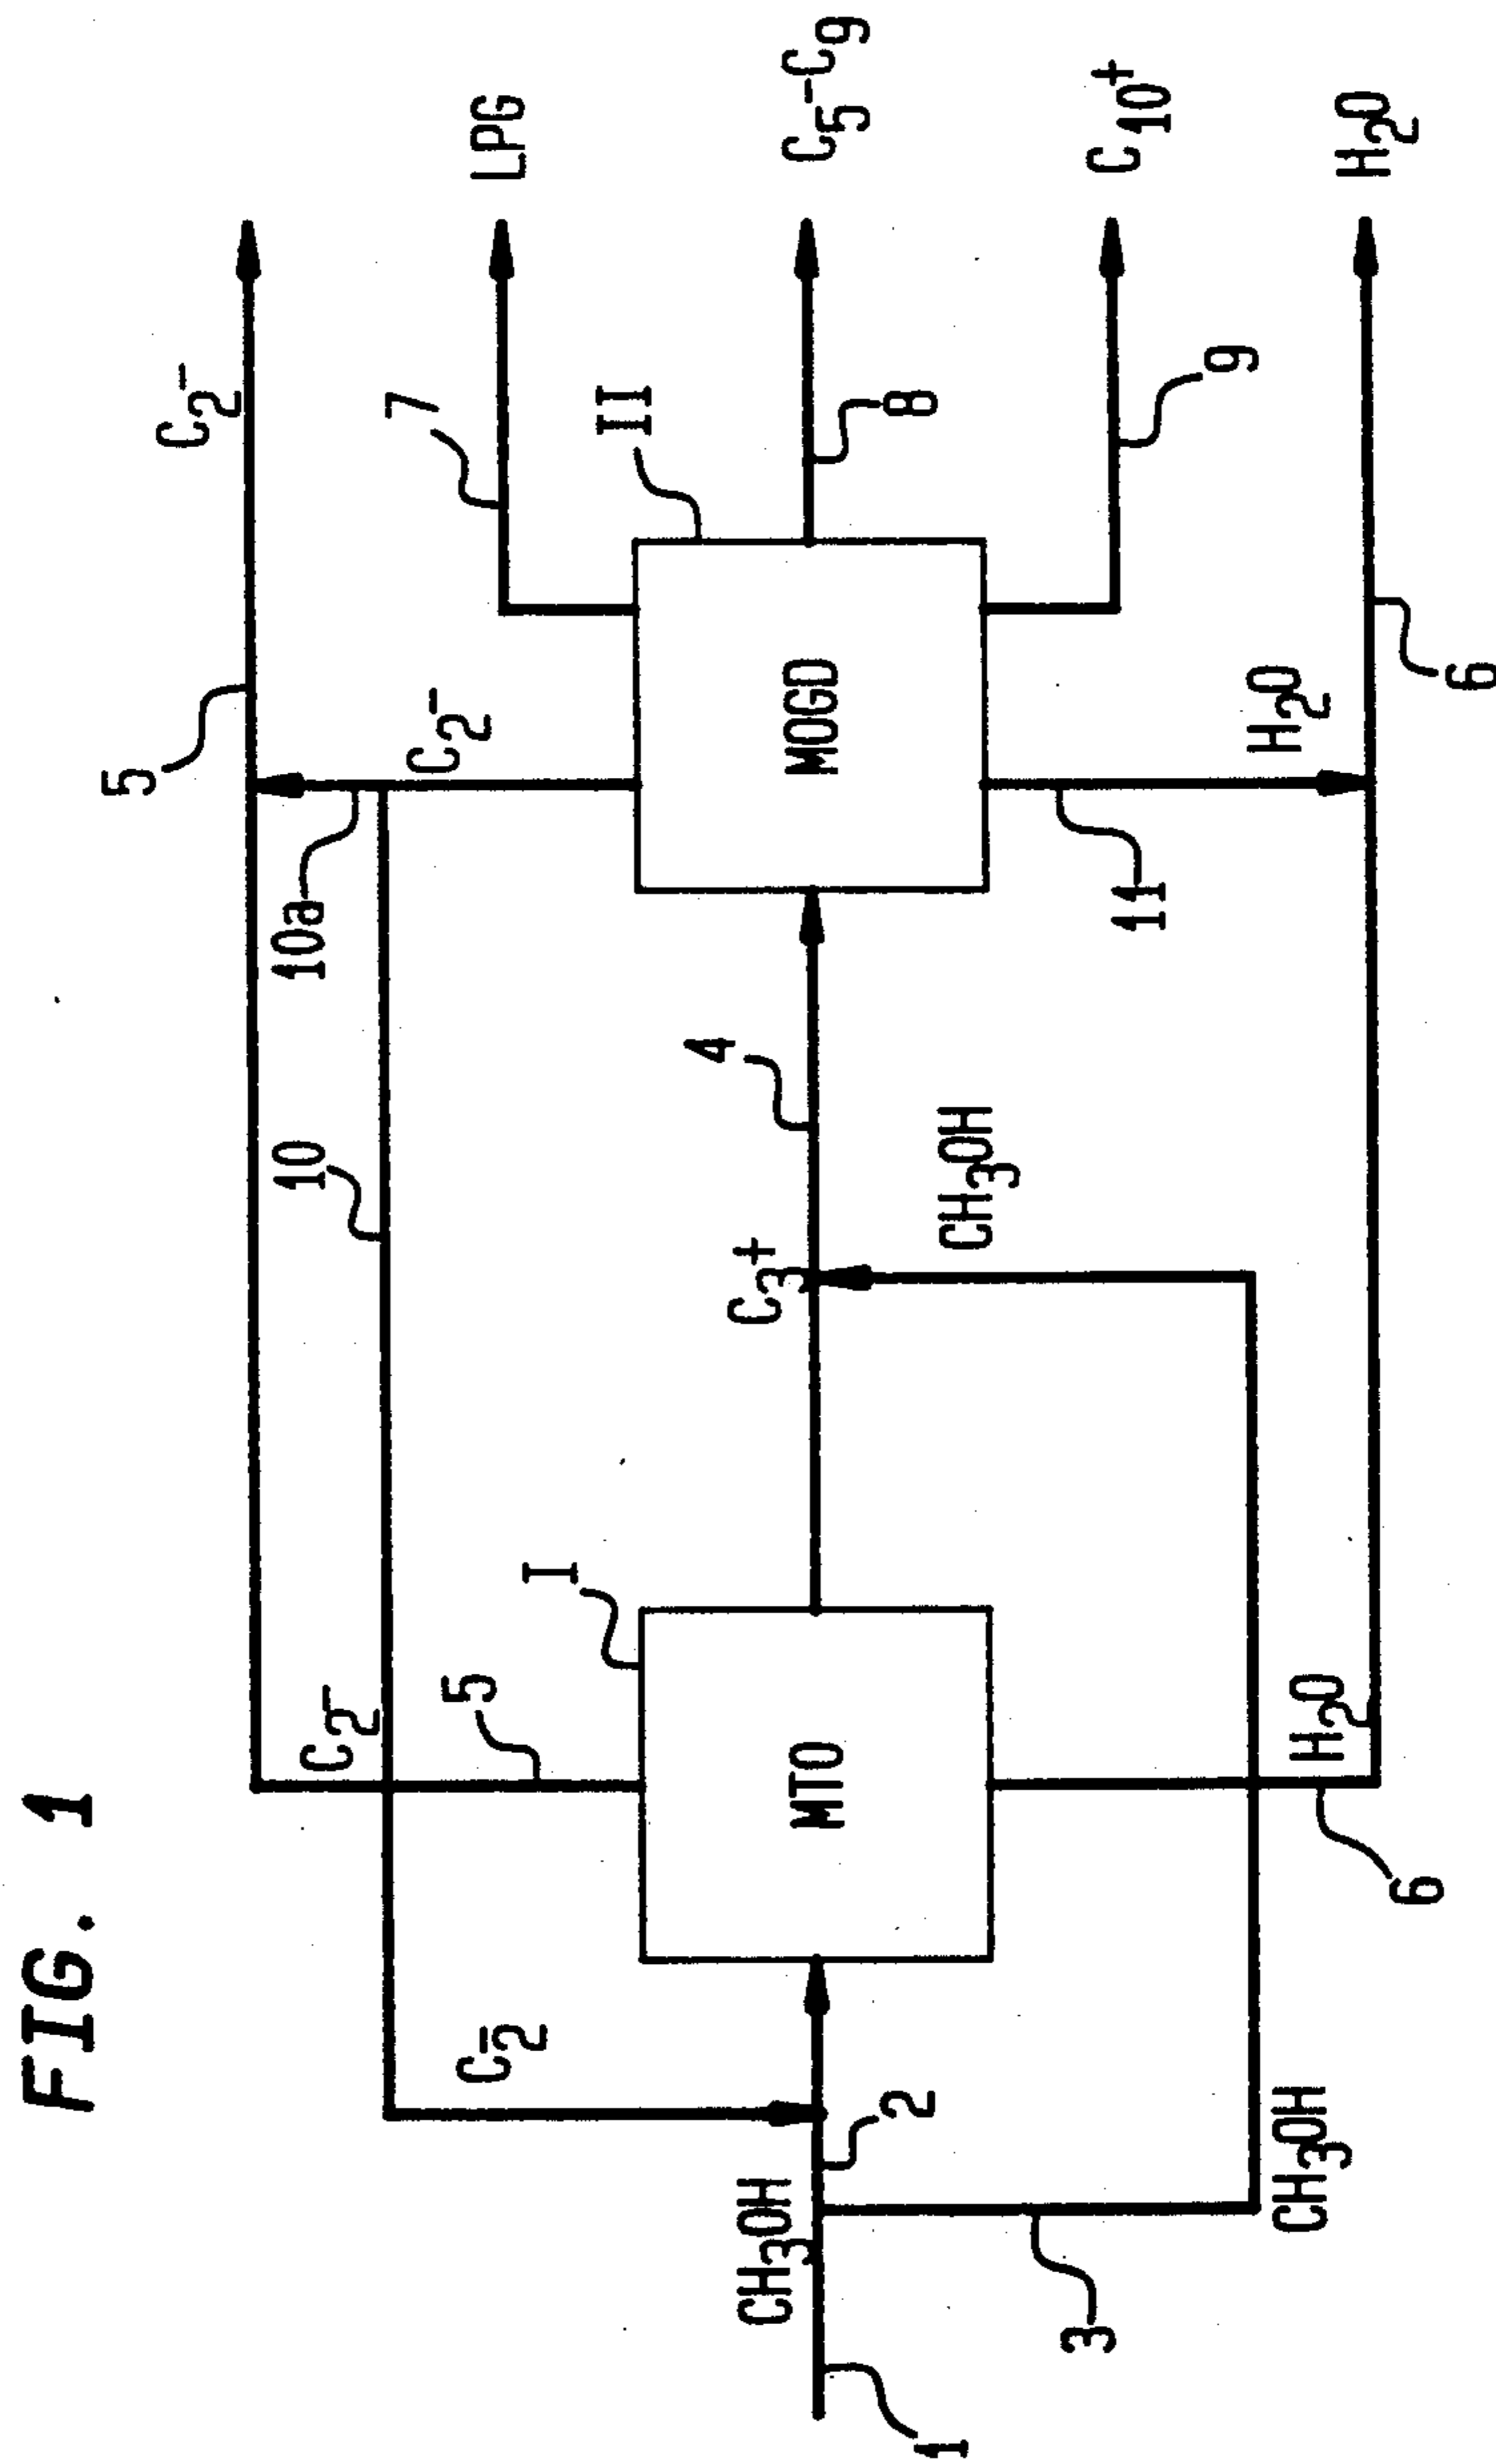 FIG. 1
C₂⁻
5
LPG
7
C₂⁻
10a
10
C₂⁻
5
C₂⁻
II
MOGD
8
C₅-C₉
4
C₃⁺
I
MTO
CH₃OH
2
1
CH₃OH
3
CH₃OH
9
C₁₀⁺
11
H₂O
H₂O
6
H₂O
6